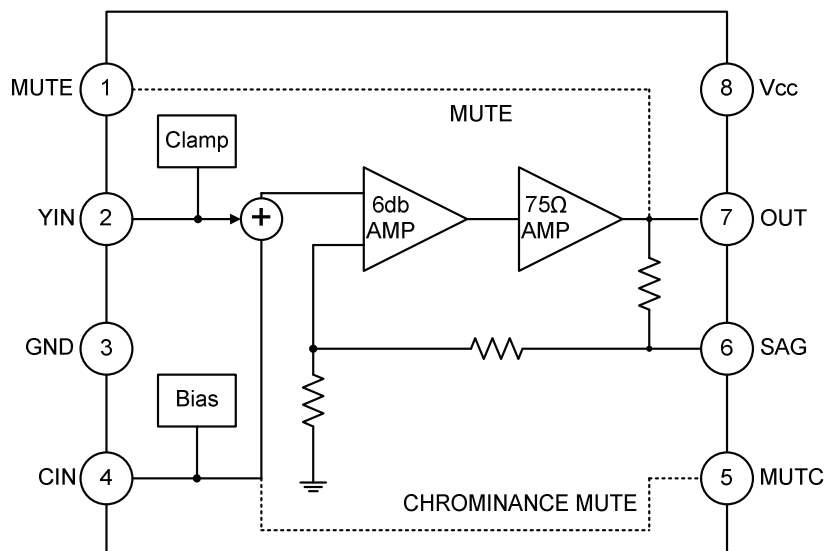 MUTE 1
8 Vcc
MUTE
Clamp
YIN 2
+
6db
AMP
75Ω
AMP
7 OUT
GND 3
6 SAG
Bias
CIN 4
5 MUTC
CHROMINANCE MUTE